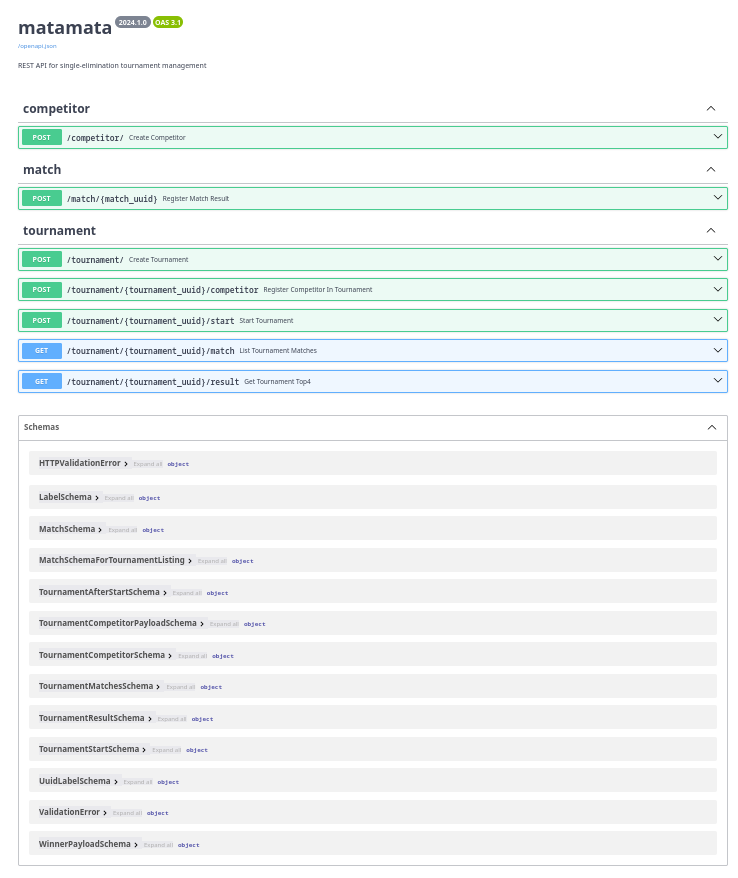 matamata 2024.1.0 OAS 3.1
/openapi.json
REST API for single-elimination tournament management
competitor
POST /competitor/ Create Competitor
match
POST /match/{match_uuid} Register Match Result
tournament
POST /tournament/ Create Tournament
POST /tournament/{tournament_uuid}/competitor Register Competitor In Tournament
POST /tournament/{tournament_uuid}/start Start Tournament
GET /tournament/{tournament_uuid}/match List Tournament Matches
GET /tournament/{tournament_uuid}/result Get Tournament Top4
Schemas
HTTPValidationError Expand all object
LabelSchema Expand all object
MatchSchema Expand all object
MatchSchemaForTournamentListing Expand all object
TournamentAfterStartSchema Expand all object
TournamentCompetitorPayloadSchema Expand all object
TournamentCompetitorSchema Expand all object
TournamentMatchesSchema Expand all object
TournamentResultSchema Expand all object
TournamentStartSchema Expand all object
UuidLabelSchema Expand all object
ValidationError Expand all object
WinnerPayloadSchema Expand all object